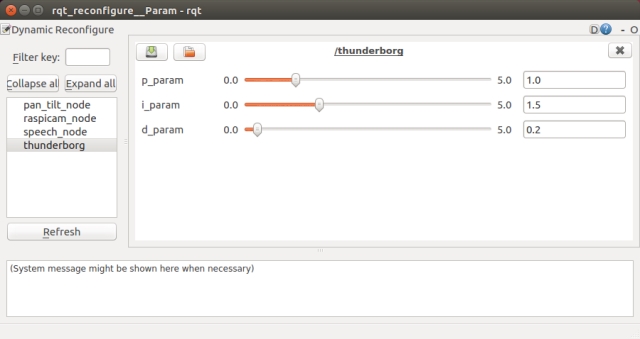 rqt_reconfigure__Param - rqt
Dynamic Reconfigure
D ? - O
Filter key:
Collapse all Expand all
pan_tilt_node
raspicam_node
speech_node
thunderborg
Refresh
/thunderborg
p_param 0.0 5.0 1.0
i_param 0.0 5.0 1.5
d_param 0.0 5.0 0.2
(System message might be shown here when necessary)